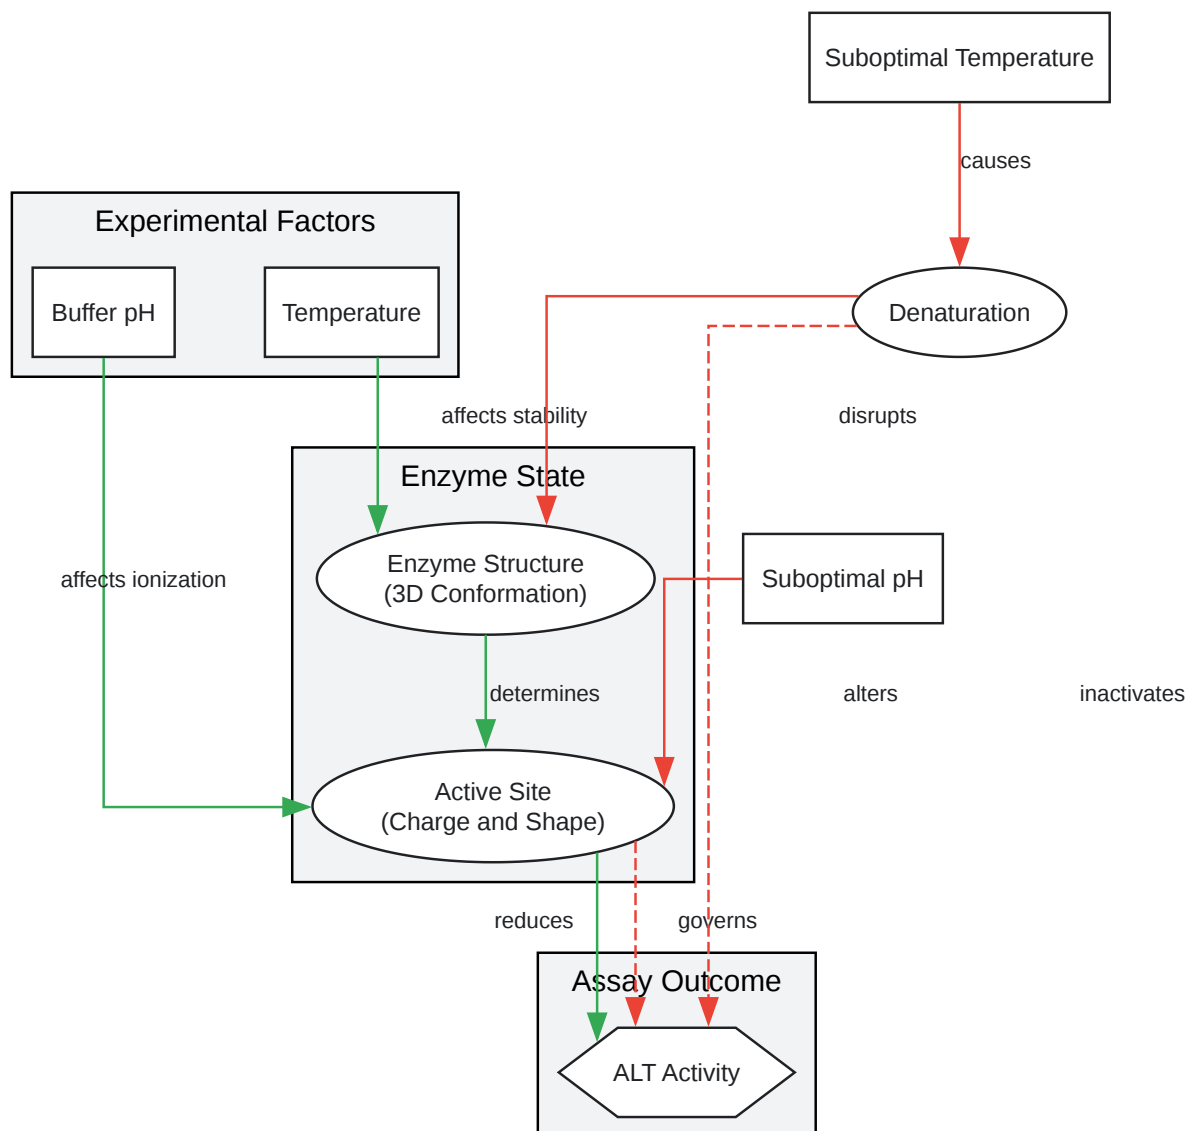 Suboptimal Temperature
causes
Experimental Factors
Buffer pH
Temperature
Denaturation
affects stability
disrupts
Enzyme State
Enzyme Structure
(3D Conformation)
affects ionization
Suboptimal pH
determines
alters
inactivates
Active Site
(Charge and Shape)
reduces
governs
Assay Outcome
ALT Activity